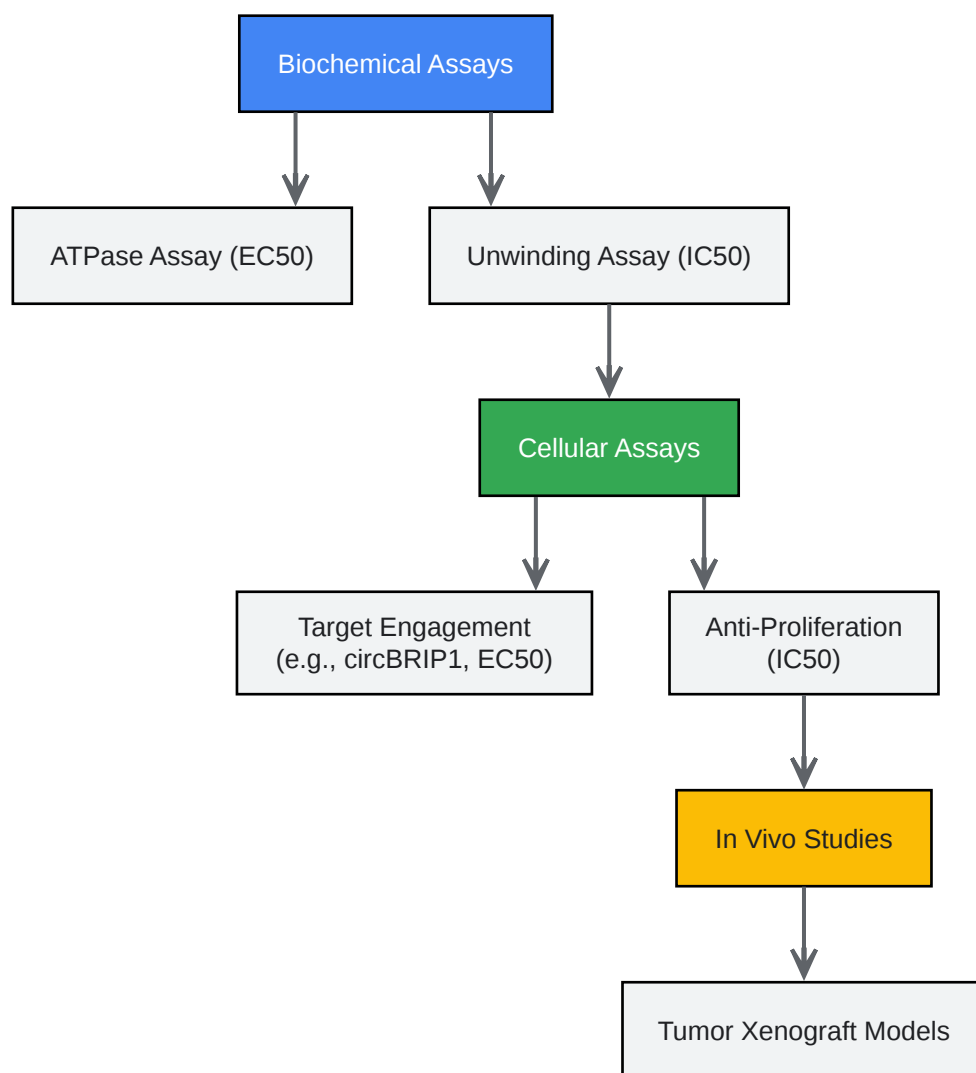 Biochemical Assays
ATPase Assay (EC50)
Unwinding Assay (IC50)
Cellular Assays
Target Engagement
(e.g., circBRIP1, EC50)
Anti-Proliferation
(IC50)
In Vivo Studies
Tumor Xenograft Models